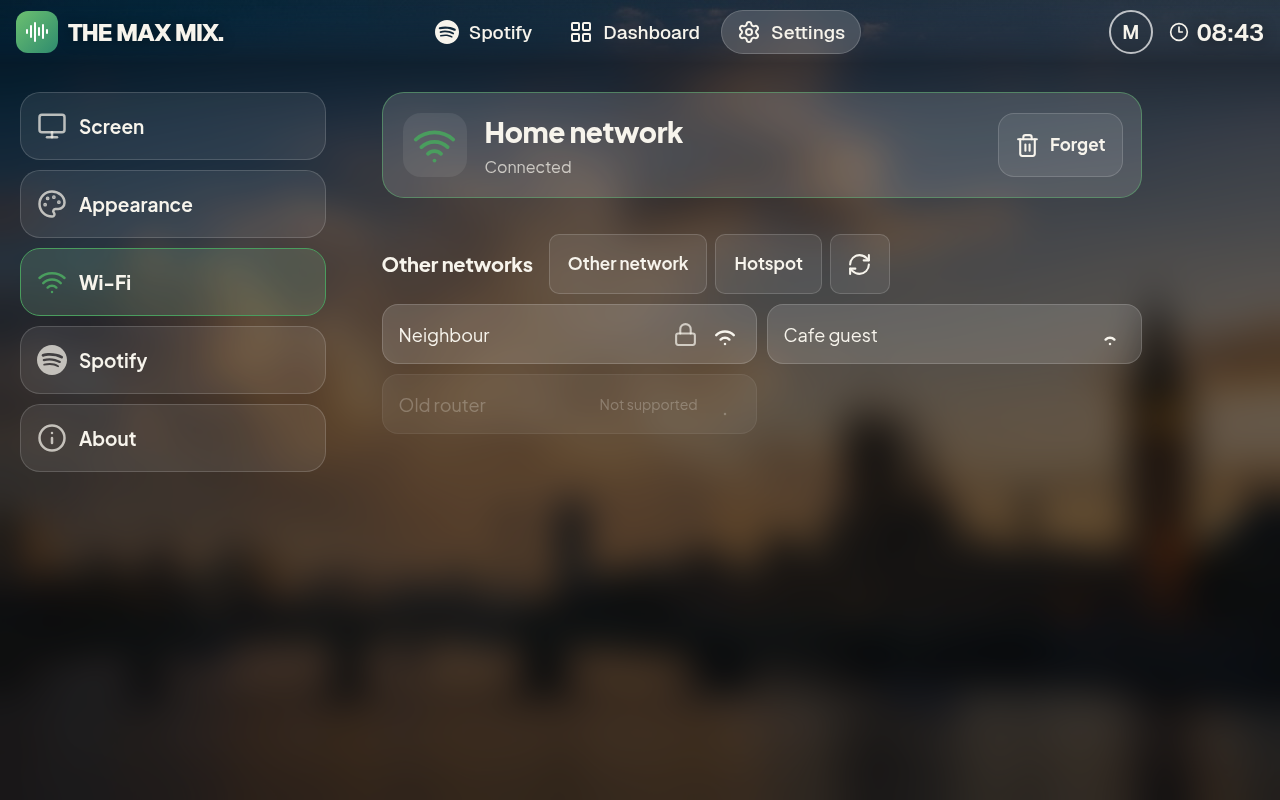 THE MAX MIX.
Spotify
Dashboard
Settings
M
08:43
Screen
Appearance
Wi-Fi
Spotify
About
Home network
Connected
Forget
Other networks
Other network
Hotspot
Neighbour
Cafe guest
Old router
Not supported